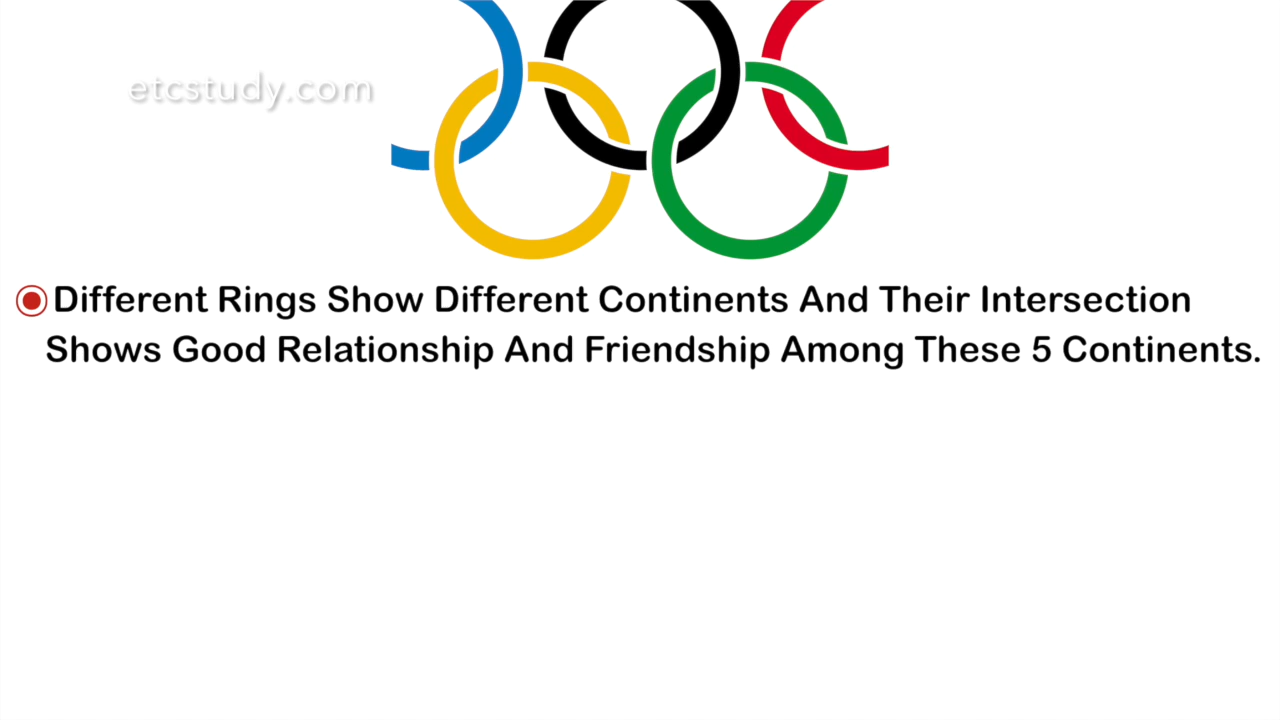 etcstudy.com
Different Rings Show Different Continents And Their Intersection
Shows Good Relationship And Friendship Among These 5 Continents.